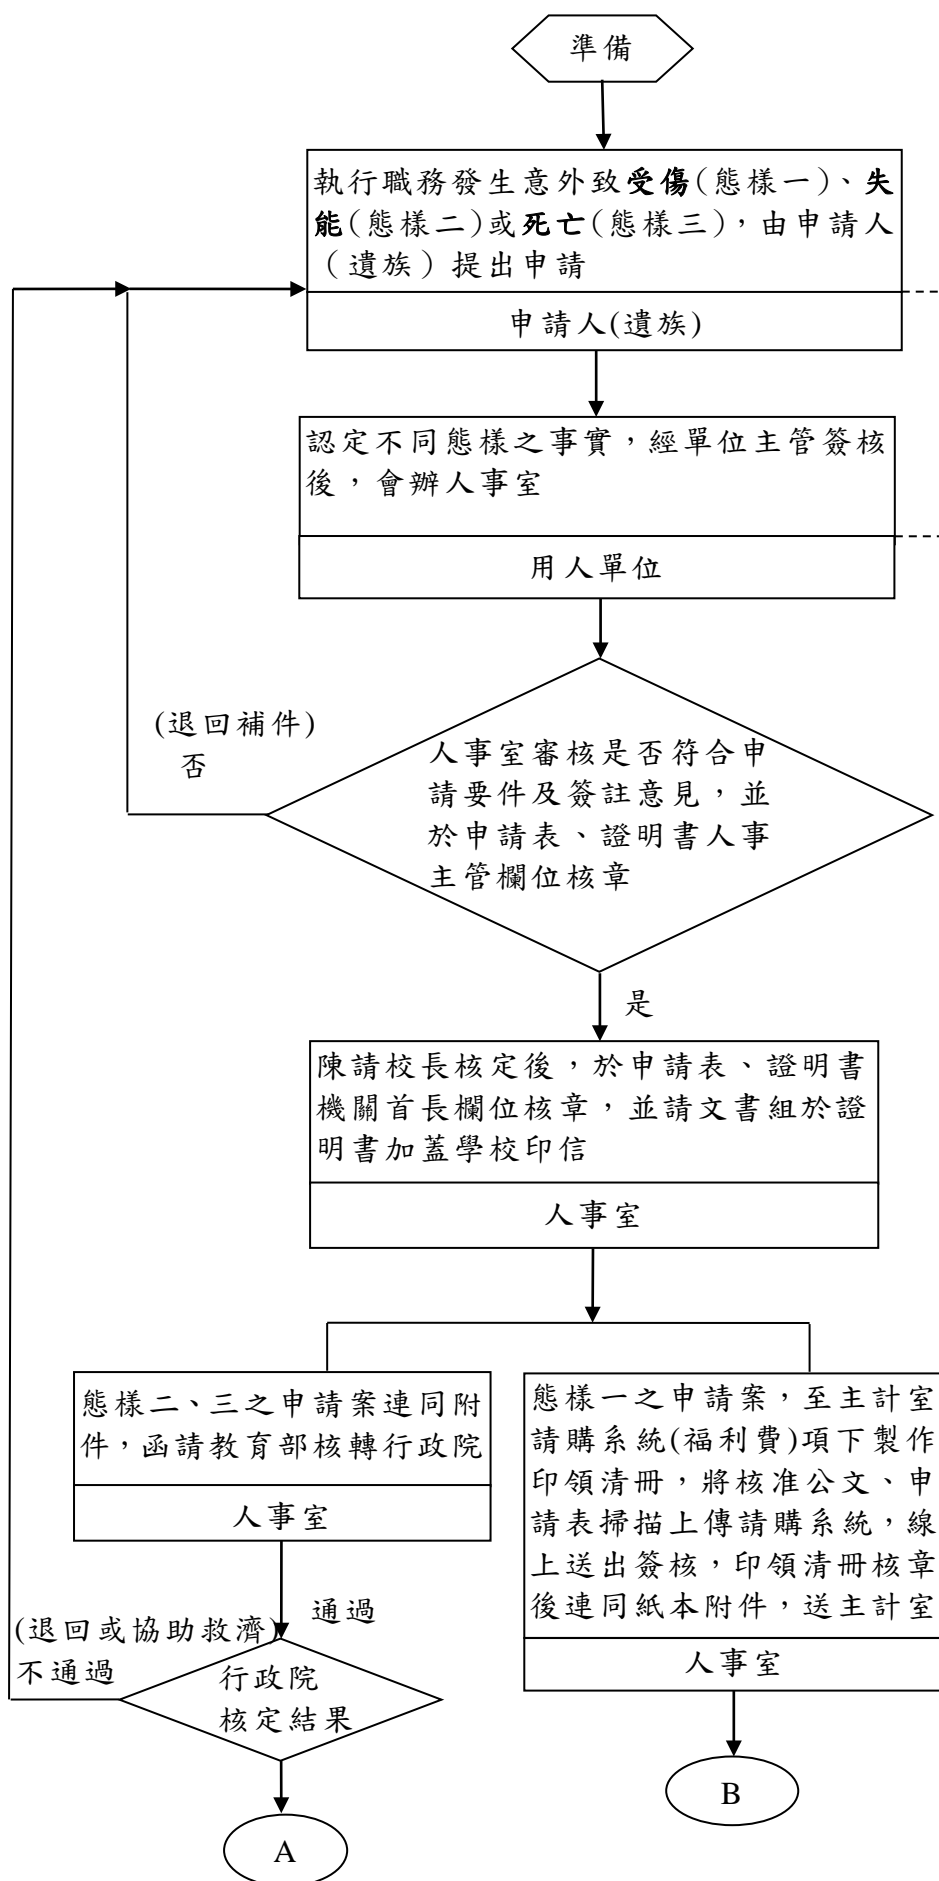 準備
執行職務發生意外致受傷(態樣一)、失
能(態樣二)或死亡(態樣三)，由申請人
（遺族）提出申請
申請人(遺族)
認定不同態樣之事實，經單位主管簽核
後，會辦人事室
用人單位
(退回補件)
否
人事室審核是否符合申
請要件及簽註意見，並
於申請表、證明書人事
主管欄位核章
是
陳請校長核定後，於申請表、證明書
機關首長欄位核章，並請文書組於證
明書加蓋學校印信
人事室
態樣二、三之申請案連同附
件，函請教育部核轉行政院
人事室
態樣一之申請案，至主計室
請購系統(福利費)項下製作
印領清冊，將核准公文、申
請表掃描上傳請購系統，線
上送出簽核，印領清冊核章
後連同紙本附件，送主計室
人事室
通過
(退回或協助救濟)
不通過
行政院
核定結果
B
A